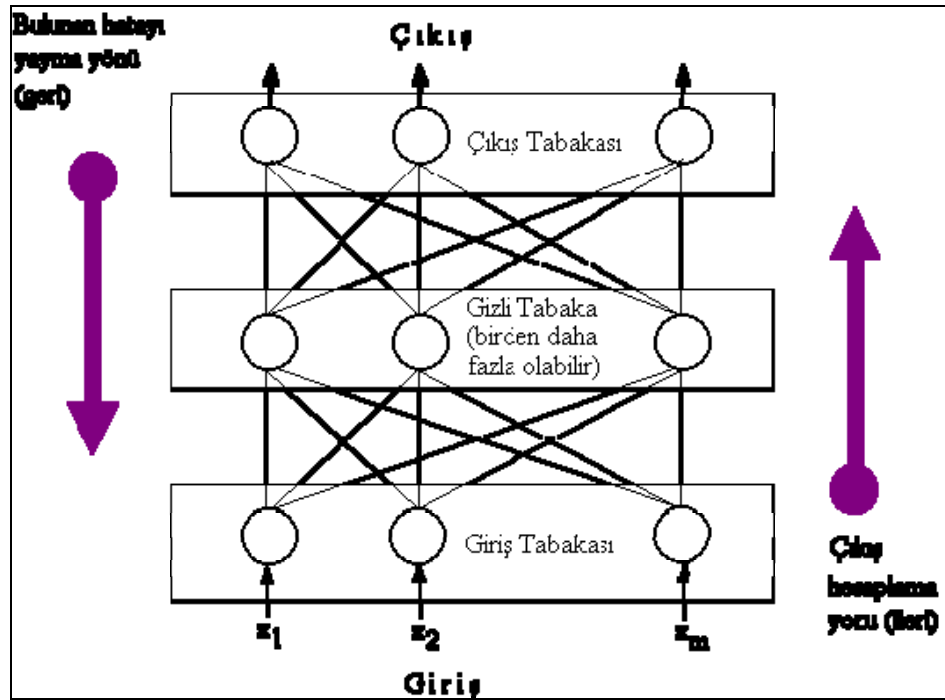 Bulunan hatayı
yayma yönü
(geri)
Çıkış
Çıkış Tabakası
Gizli Tabaka
(birden daha
fazla olabilir)
Giriş Tabakası
Çıkış
hesaplama
yönü (ileri)
x1
x2
xm
Giriş